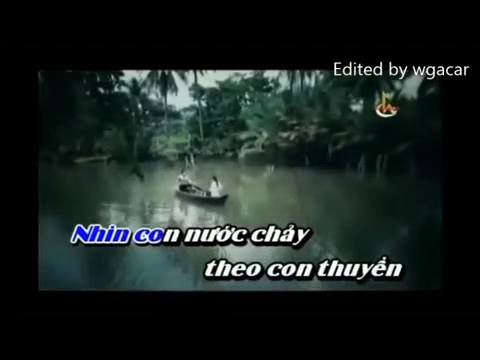 Edited by wgacar
Nhìn con nước chảy
theo con thuyền